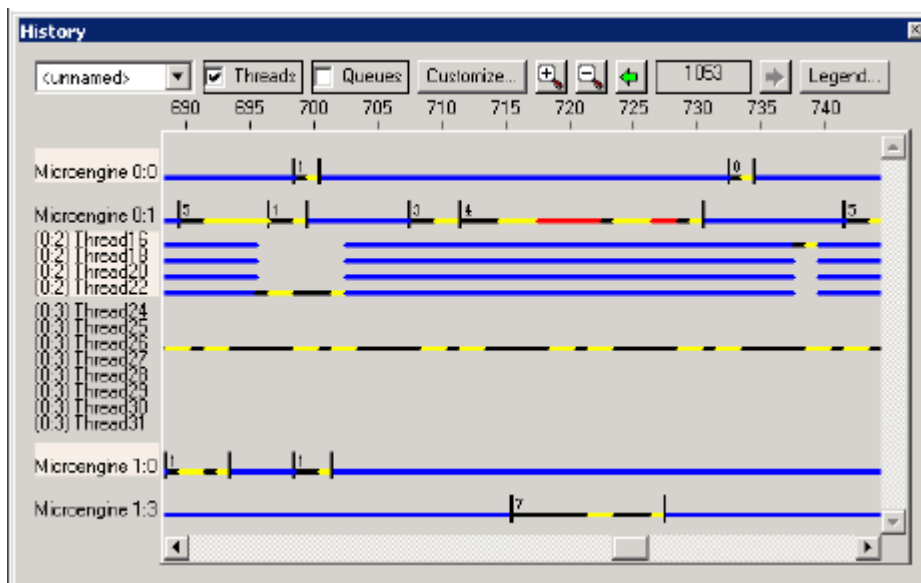 History
<unnamed> Threads Queues Customize... 1053 Legend...
690 695 700 705 710 715 720 725 730 735 740
Microengine 0:0 1 0
Microengine 0:1 5 1 3 4 5
(0:2) Thread16
(0:2) Thread18
(0:2) Thread20
(0:2) Thread22
(0:3) Thread24
(0:3) Thread25
(0:3) Thread26
(0:3) Thread27
(0:3) Thread28
(0:3) Thread29
(0:3) Thread30
(0:3) Thread31
Microengine 1:0 1 1
Microengine 1:3 7